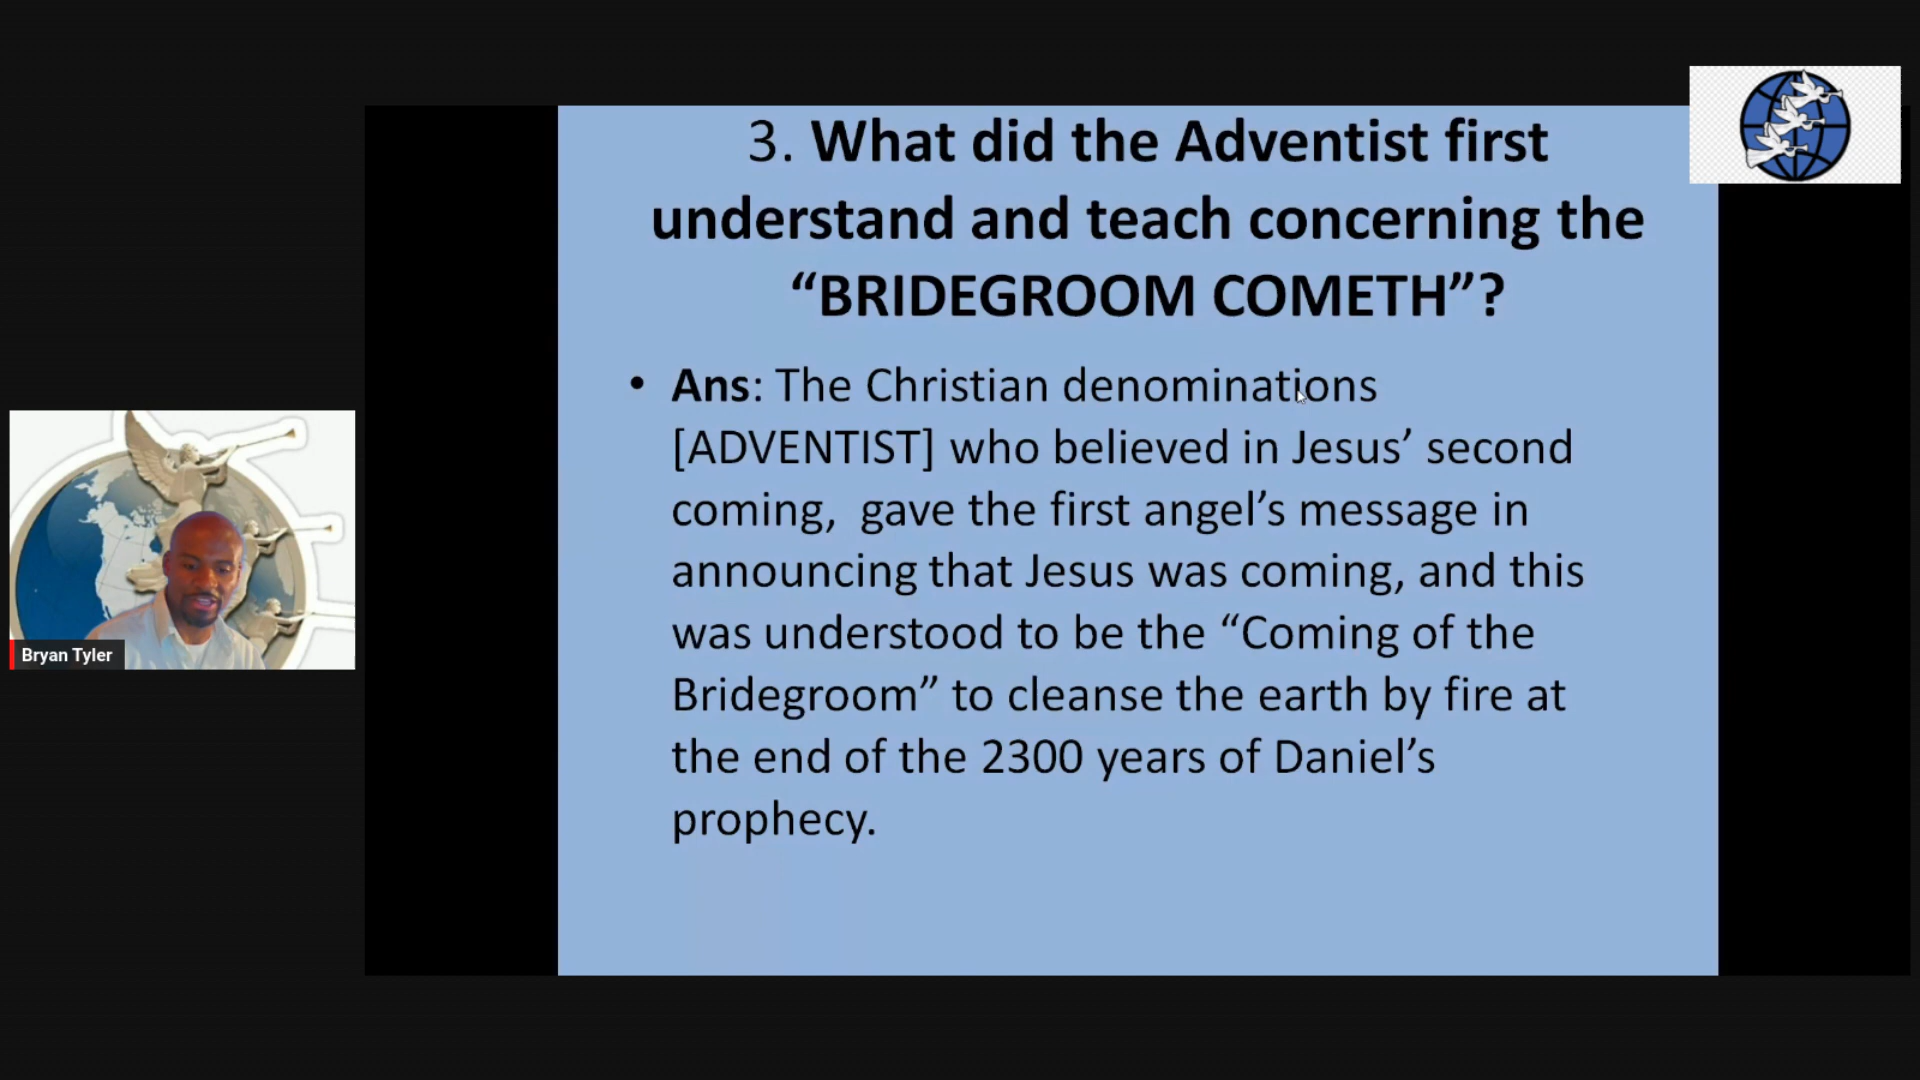 3. What did the Adventist first
understand and teach concerning the
“BRIDEGROOM COMETH”?
• Ans: The Christian denominations
[ADVENTIST] who believed in Jesus’ second
coming,  gave the first angel’s message in
announcing that Jesus was coming, and this
was understood to be the “Coming of the
Bridegroom” to cleanse the earth by fire at
the end of the 2300 years of Daniel’s
prophecy.
Bryan Tyler